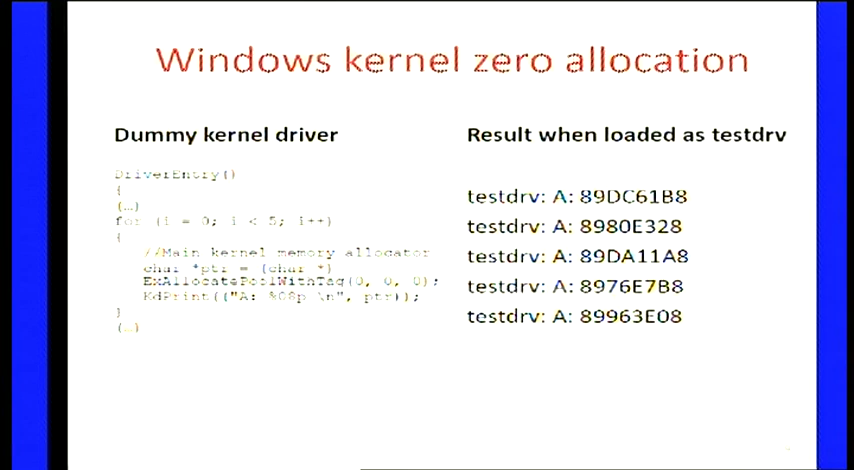 Windows kernel zero allocation
Dummy kernel driver
DriverEntry()
{
(…)
for (i = 0; i < 5; i++)
{
//Main kernel memory allocator
char *ptr = (char *)
ExAllocatePoolWithTag(0, 0, 0);
KdPrint(("A: %08p \n", ptr));
}
(…)
Result when loaded as testdrv
testdrv: A: 89DC61B8
testdrv: A: 8980E328
testdrv: A: 89DA11A8
testdrv: A: 8976E7B8
testdrv: A: 89963E08